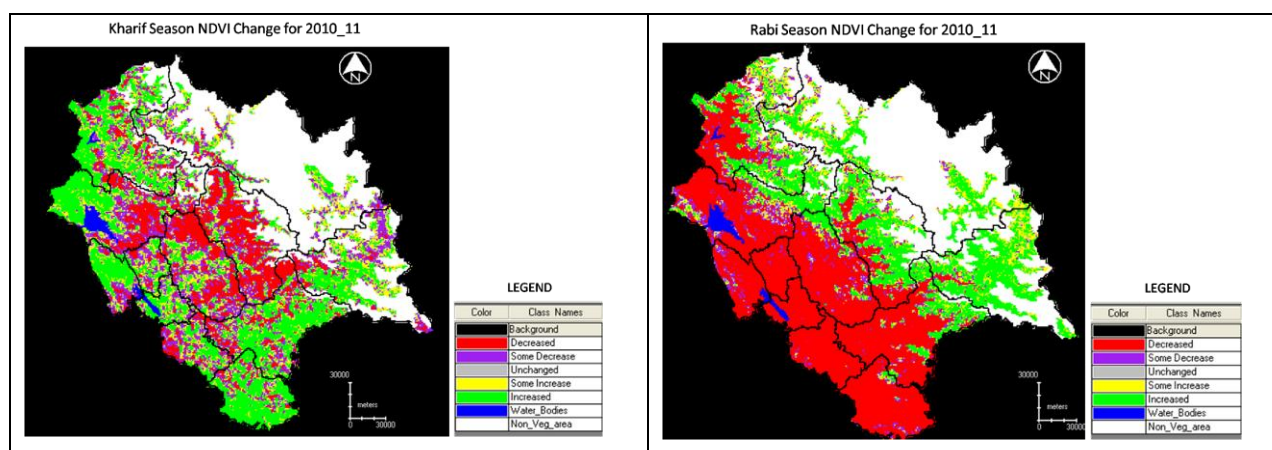 Kharif Season NDVI Change for 2010_11
N
LEGEND
Color Class Names
Background
Decreased
Some Decrease
Unchanged
Some Increase
Increased
Water_Bodies
Non_Veg_area
30000
meters
0 30000
Rabi Season NDVI Change for 2010_11
N
LEGEND
Color Class Names
Background
Decreased
Some Decrease
Unchanged
Some Increase
Increased
Water_Bodies
Non_Veg_area
30000
meters
0 30000